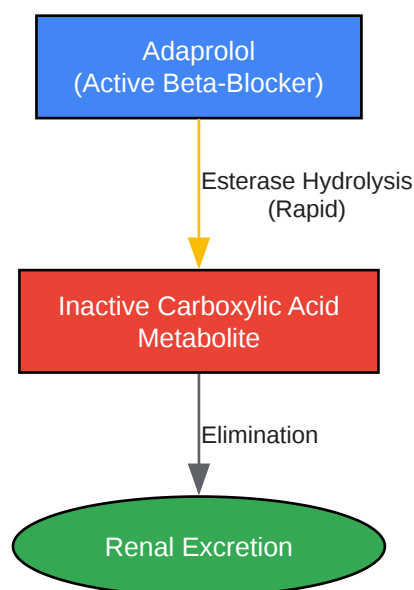 Adaprolol
(Active Beta-Blocker)
Esterase Hydrolysis
(Rapid)
Inactive Carboxylic Acid
Metabolite
Elimination
Renal Excretion